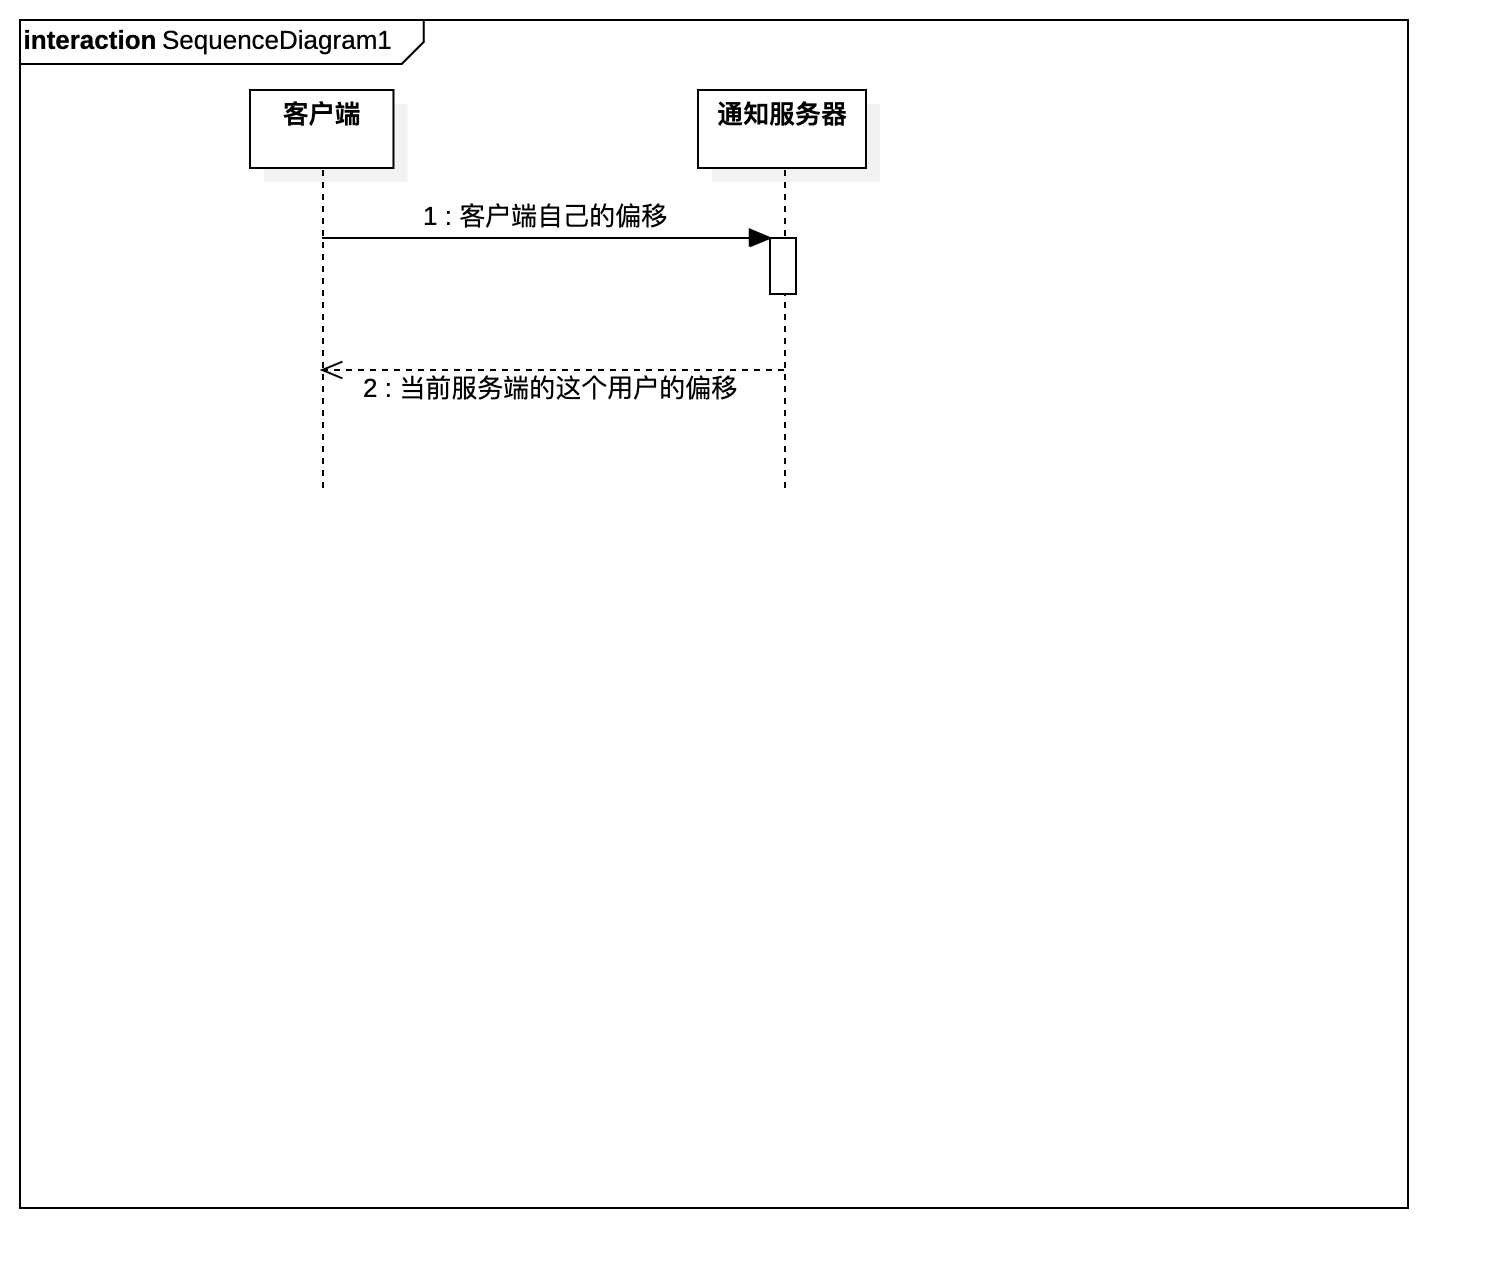 interaction SequenceDiagram1
客户端
通知服务器
1 : 客户端自己的偏移
2 : 当前服务端的这个用户的偏移